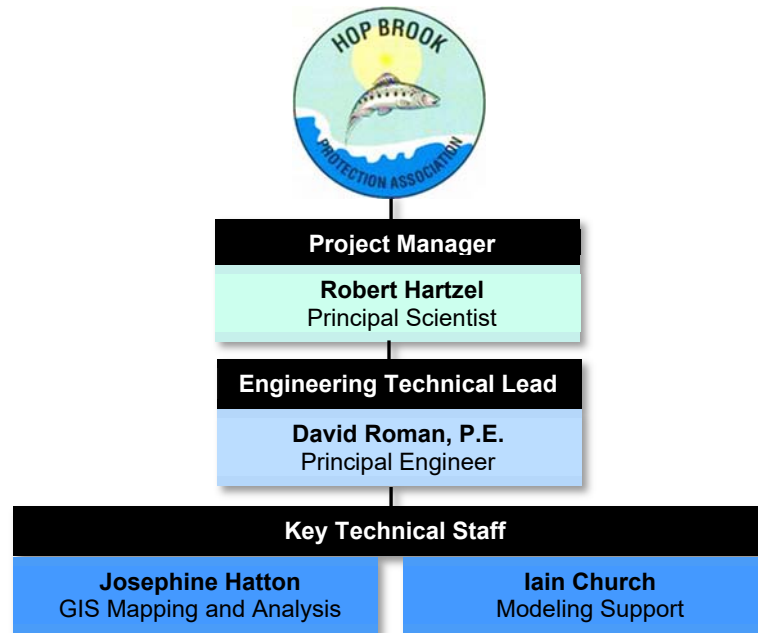 HOP BROOK
PROTECTION ASSOCIATION
Project Manager
Robert Hartzel
Principal Scientist
Engineering Technical Lead
David Roman, P.E.
Principal Engineer
Key Technical Staff
Josephine Hatton
GIS Mapping and Analysis
Iain Church
Modeling Support